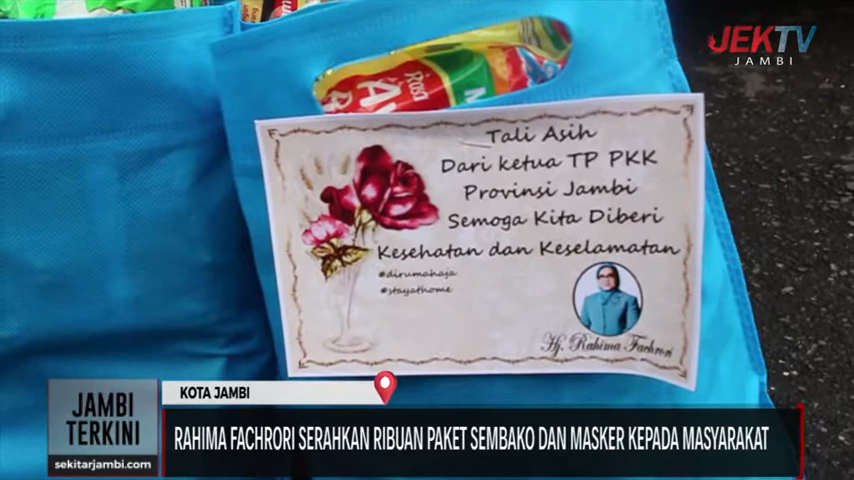 JEKTV
JAMBI
Tali Asih
Dari ketua TP PKK
Provinsi Jambi
Semoga Kita Diberi
Kesehatan dan Keselamatan
#dirumahaja
#stayathome
Hj. Rahima Fachrori
KOTA JAMBI
JAMBI
TERKINI
sekitarjambi.com
RAHIMA FACHRORI SERAHKAN RIBUAN PAKET SEMBAKO DAN MASKER KEPADA MASYARAKAT